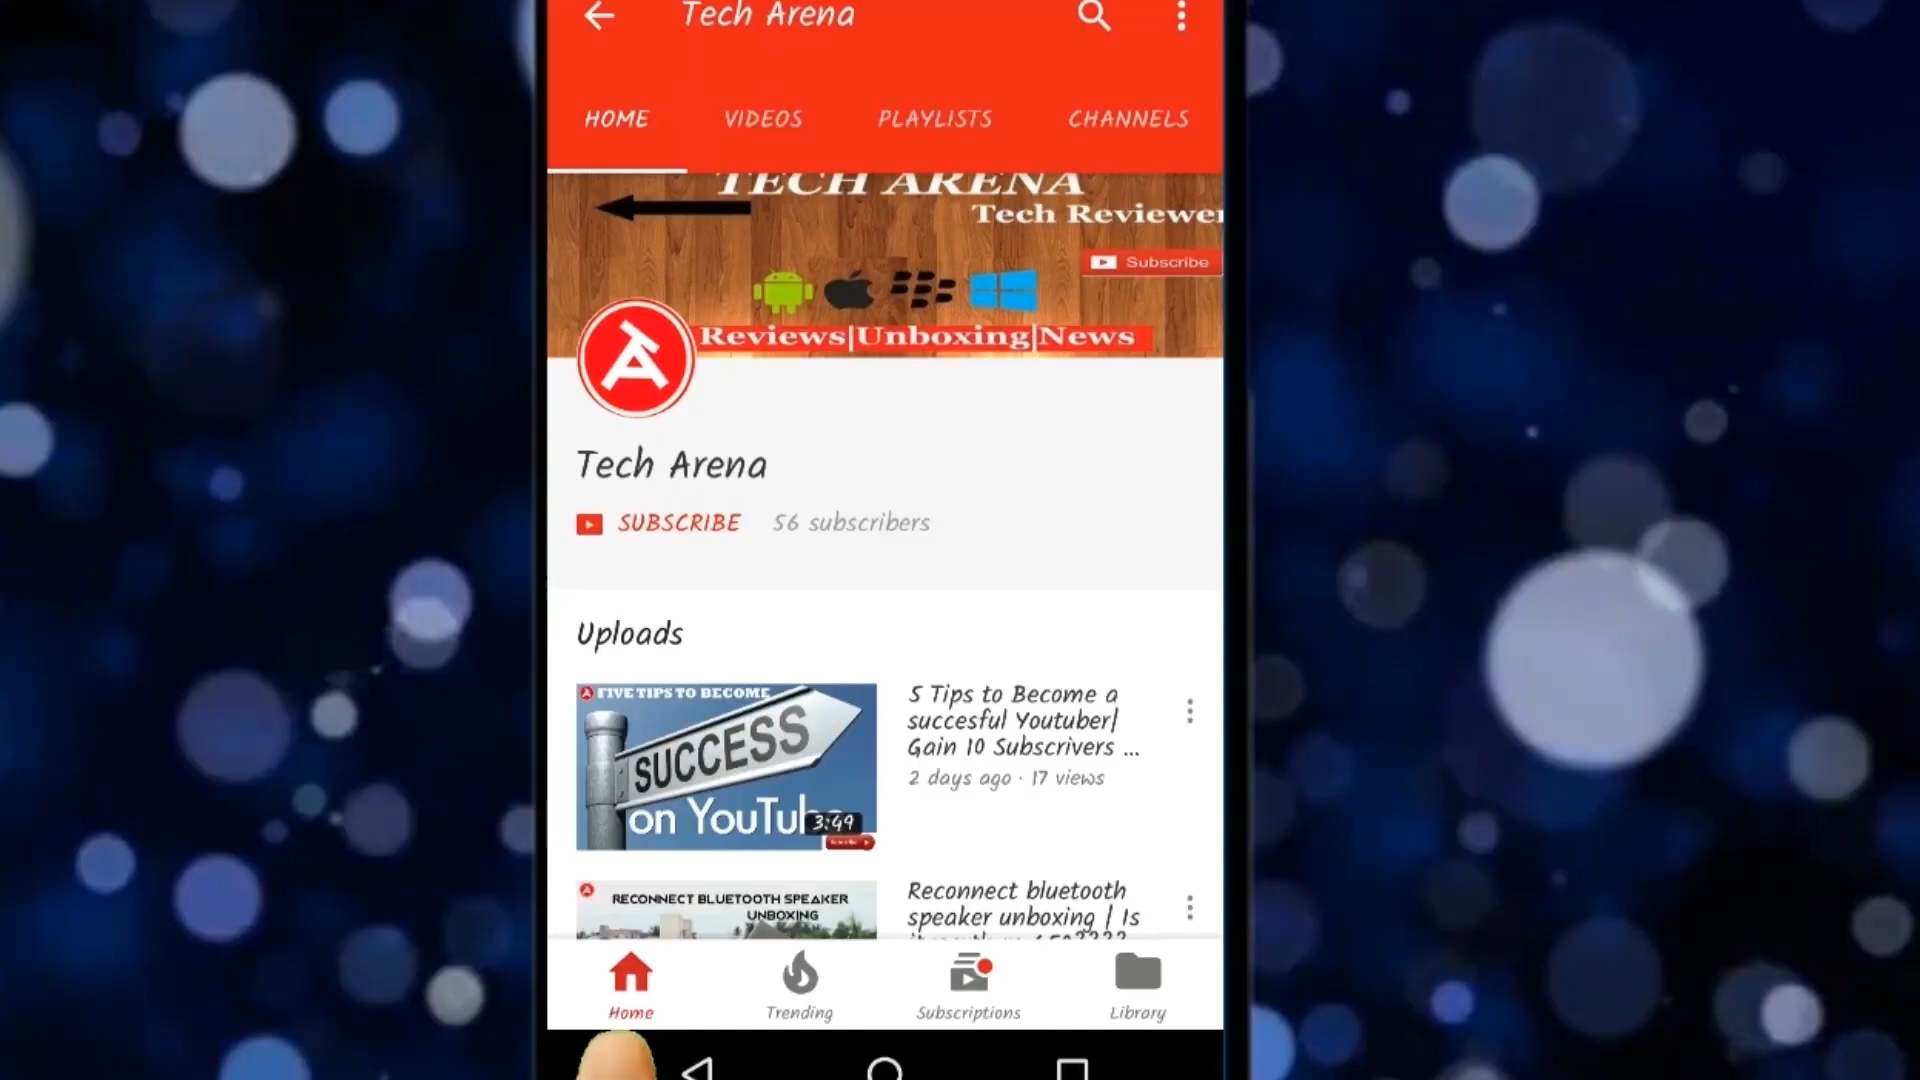 Tech Arena
HOME VIDEOS PLAYLISTS CHANNELS
TECH ARENA
Tech Reviewer
Subscribe
Reviews|Unboxing|News
Tech Arena
SUBSCRIBE 56 subscribers
Uploads
FIVE TIPS TO BECOME
SUCCESS
on YouTu
3:49
5 Tips to Become a
succesful Youtuber|
Gain 10 Subscrivers ...
2 days ago · 17 views
RECONNECT BLUETOOTH SPEAKER
UNBOXING
Reconnect bluetooth
speaker unboxing | Is
Home Trending Subscriptions Library